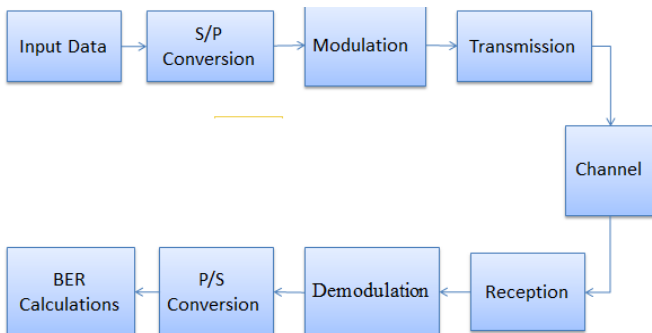 Input Data
S/P
Conversion
Modulation
Transmission
Channel
Reception
Demodulation
P/S
Conversion
BER
Calculations